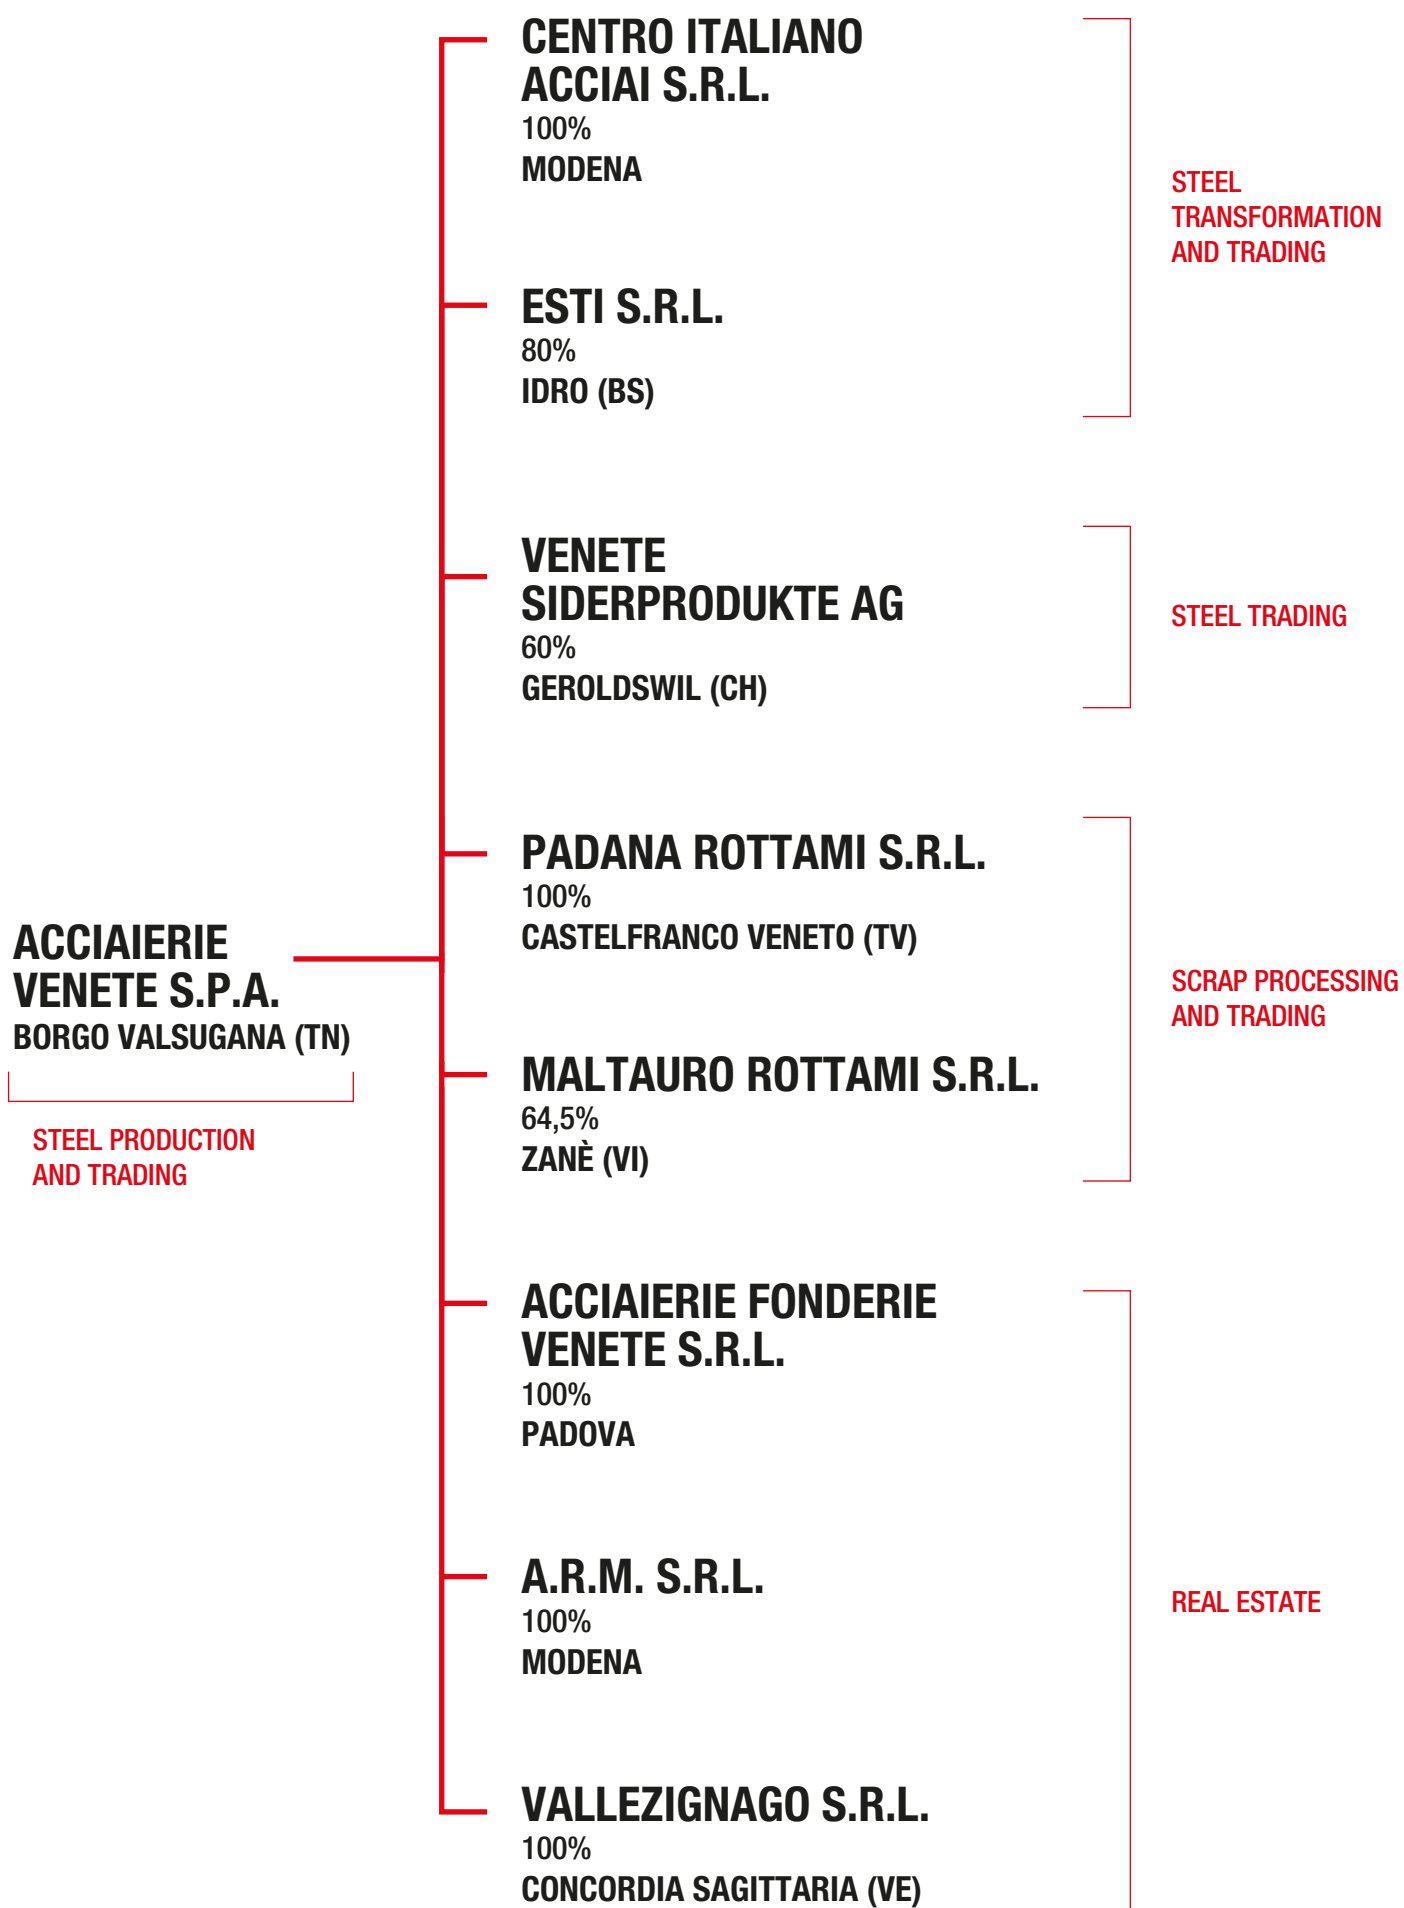 ACCIAIERIE
VENETE S.P.A.
BORGO VALSUGANA (TN)
STEEL PRODUCTION
AND TRADING
CENTRO ITALIANO
ACCIAI S.R.L.
100%
MODENA
ESTI S.R.L.
80%
IDRO (BS)
STEEL
TRANSFORMATION
AND TRADING
VENETE
SIDERPRODUKTE AG
60%
GEROLDSWIL (CH)
STEEL TRADING
PADANA ROTTAMI S.R.L.
100%
CASTELFRANCO VENETO (TV)
MALTAURO ROTTAMI S.R.L.
64,5%
ZANÈ (VI)
SCRAP PROCESSING
AND TRADING
ACCIAIERIE FONDERIE
VENETE S.R.L.
100%
PADOVA
A.R.M. S.R.L.
100%
MODENA
VALLEZIGNAGO S.R.L.
100%
CONCORDIA SAGITTARIA (VE)
REAL ESTATE